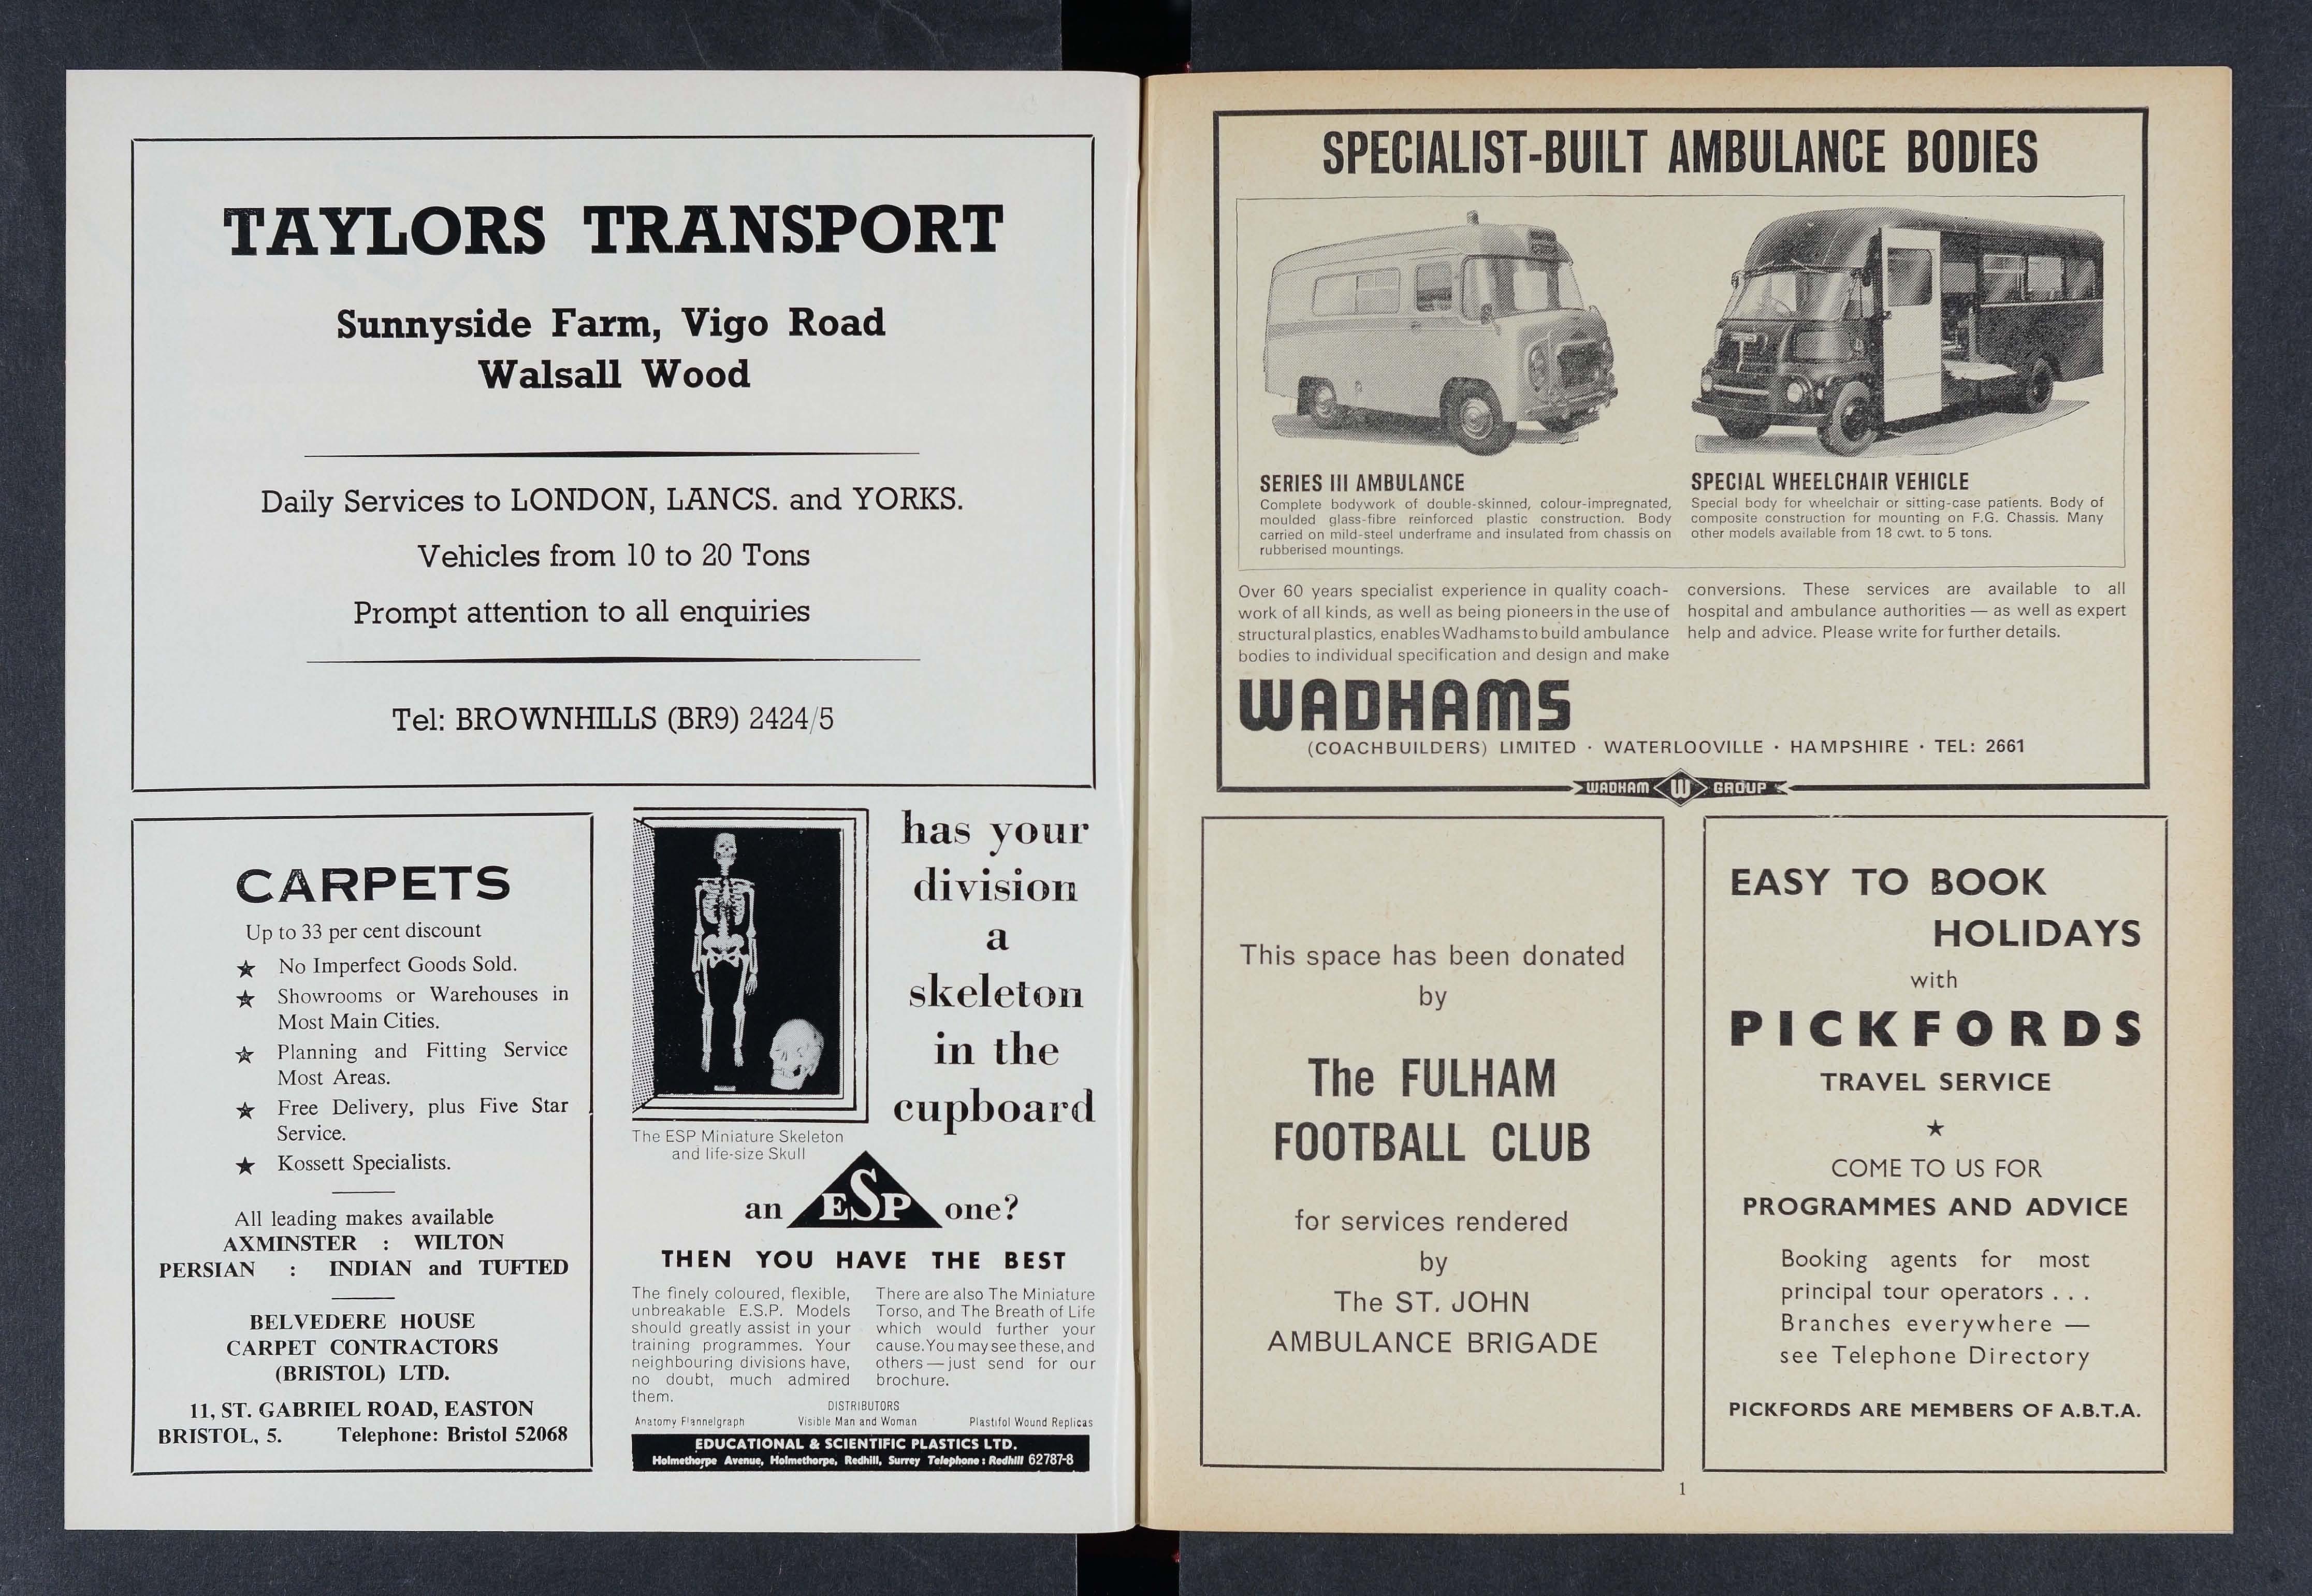 TAYLORS TRANSPORT
Sunnyside Farm, Vigo Road
Walsall Wood
Daily Services to LONDON, LANCS. and YORKS.
Vehicles from 10 to 20 Tons
Prompt attention to all enquiries
Tel: BROWNHILLS (BR9) 2424/5
CARPETS
Up to 33 per cent discount
★ No Imperfect Goods Sold.
★ Showrooms or Warehouses in
Most Main Cities.
★ Planning and Fitting Service
Most Areas.
★ Free Delivery, plus Five Star
Service.
★ Kossett Specialists.
All leading makes available
AXMINSTER : WILTON
PERSIAN : INDIAN and TUFTED
BELVEDERE HOUSE
CARPET CONTRACTORS
(BRISTOL) LTD.
11, ST. GABRIEL ROAD, EASTON
BRISTOL, 5. Telephone: Bristol 52068
has your
division
a
skeleton
in the
cupboard
The ESP Miniature Skeleton
and life-size Skull
an ESP one?
THEN YOU HAVE THE BEST
The finely coloured, flexible,
unbreakable E.S.P. Models
should greatly assist in your
training programmes. Your
neighbouring divisions have,
no doubt, much admired
them.
There are also The Miniature
Torso, and The Breath of Life
which would further your
cause. You may see these, and
others — just send for our
brochure.
DISTRIBUTORS
Anatomy Flannelgraph Visible Man and Woman Plastifol Wound Replicas
EDUCATIONAL & SCIENTIFIC PLASTICS LTD.
Holmethorpe Avenue, Holmethorpe, Redhill, Surrey Telephone: Redhill 62787-8
SPECIALIST-BUILT AMBULANCE BODIES
SERIES III AMBULANCE
Complete bodywork of double-skinned, colour-impregnated,
moulded glass-fibre reinforced plastic construction. Body
carried on mild-steel underframe and insulated from chassis on
rubberised mountings.
SPECIAL WHEELCHAIR VEHICLE
Special body for wheelchair or sitting-case patients. Body of
composite construction for mounting on F.G. Chassis. Many
other models available from 18 cwt. to 5 tons.
Over 60 years specialist experience in quality coach-
work of all kinds, as well as being pioneers in the use of
structural plastics, enables Wadhams to build ambulance
bodies to individual specification and design and make
conversions. These services are available to all
hospital and ambulance authorities — as well as expert
help and advice. Please write for further details.
WADHAMS
(COACHBUILDERS) LIMITED · WATERLOOVILLE · HAMPSHIRE · TEL: 2661
WADHAM W GROUP
This space has been donated
by
The FULHAM
FOOTBALL CLUB
for services rendered
by
The ST. JOHN
AMBULANCE BRIGADE
EASY TO BOOK
HOLIDAYS
with
PICKFORDS
TRAVEL SERVICE
★
COME TO US FOR
PROGRAMMES AND ADVICE
Booking agents for most
principal tour operators . . .
Branches everywhere —
see Telephone Directory
PICKFORDS ARE MEMBERS OF A.B.T.A.
1